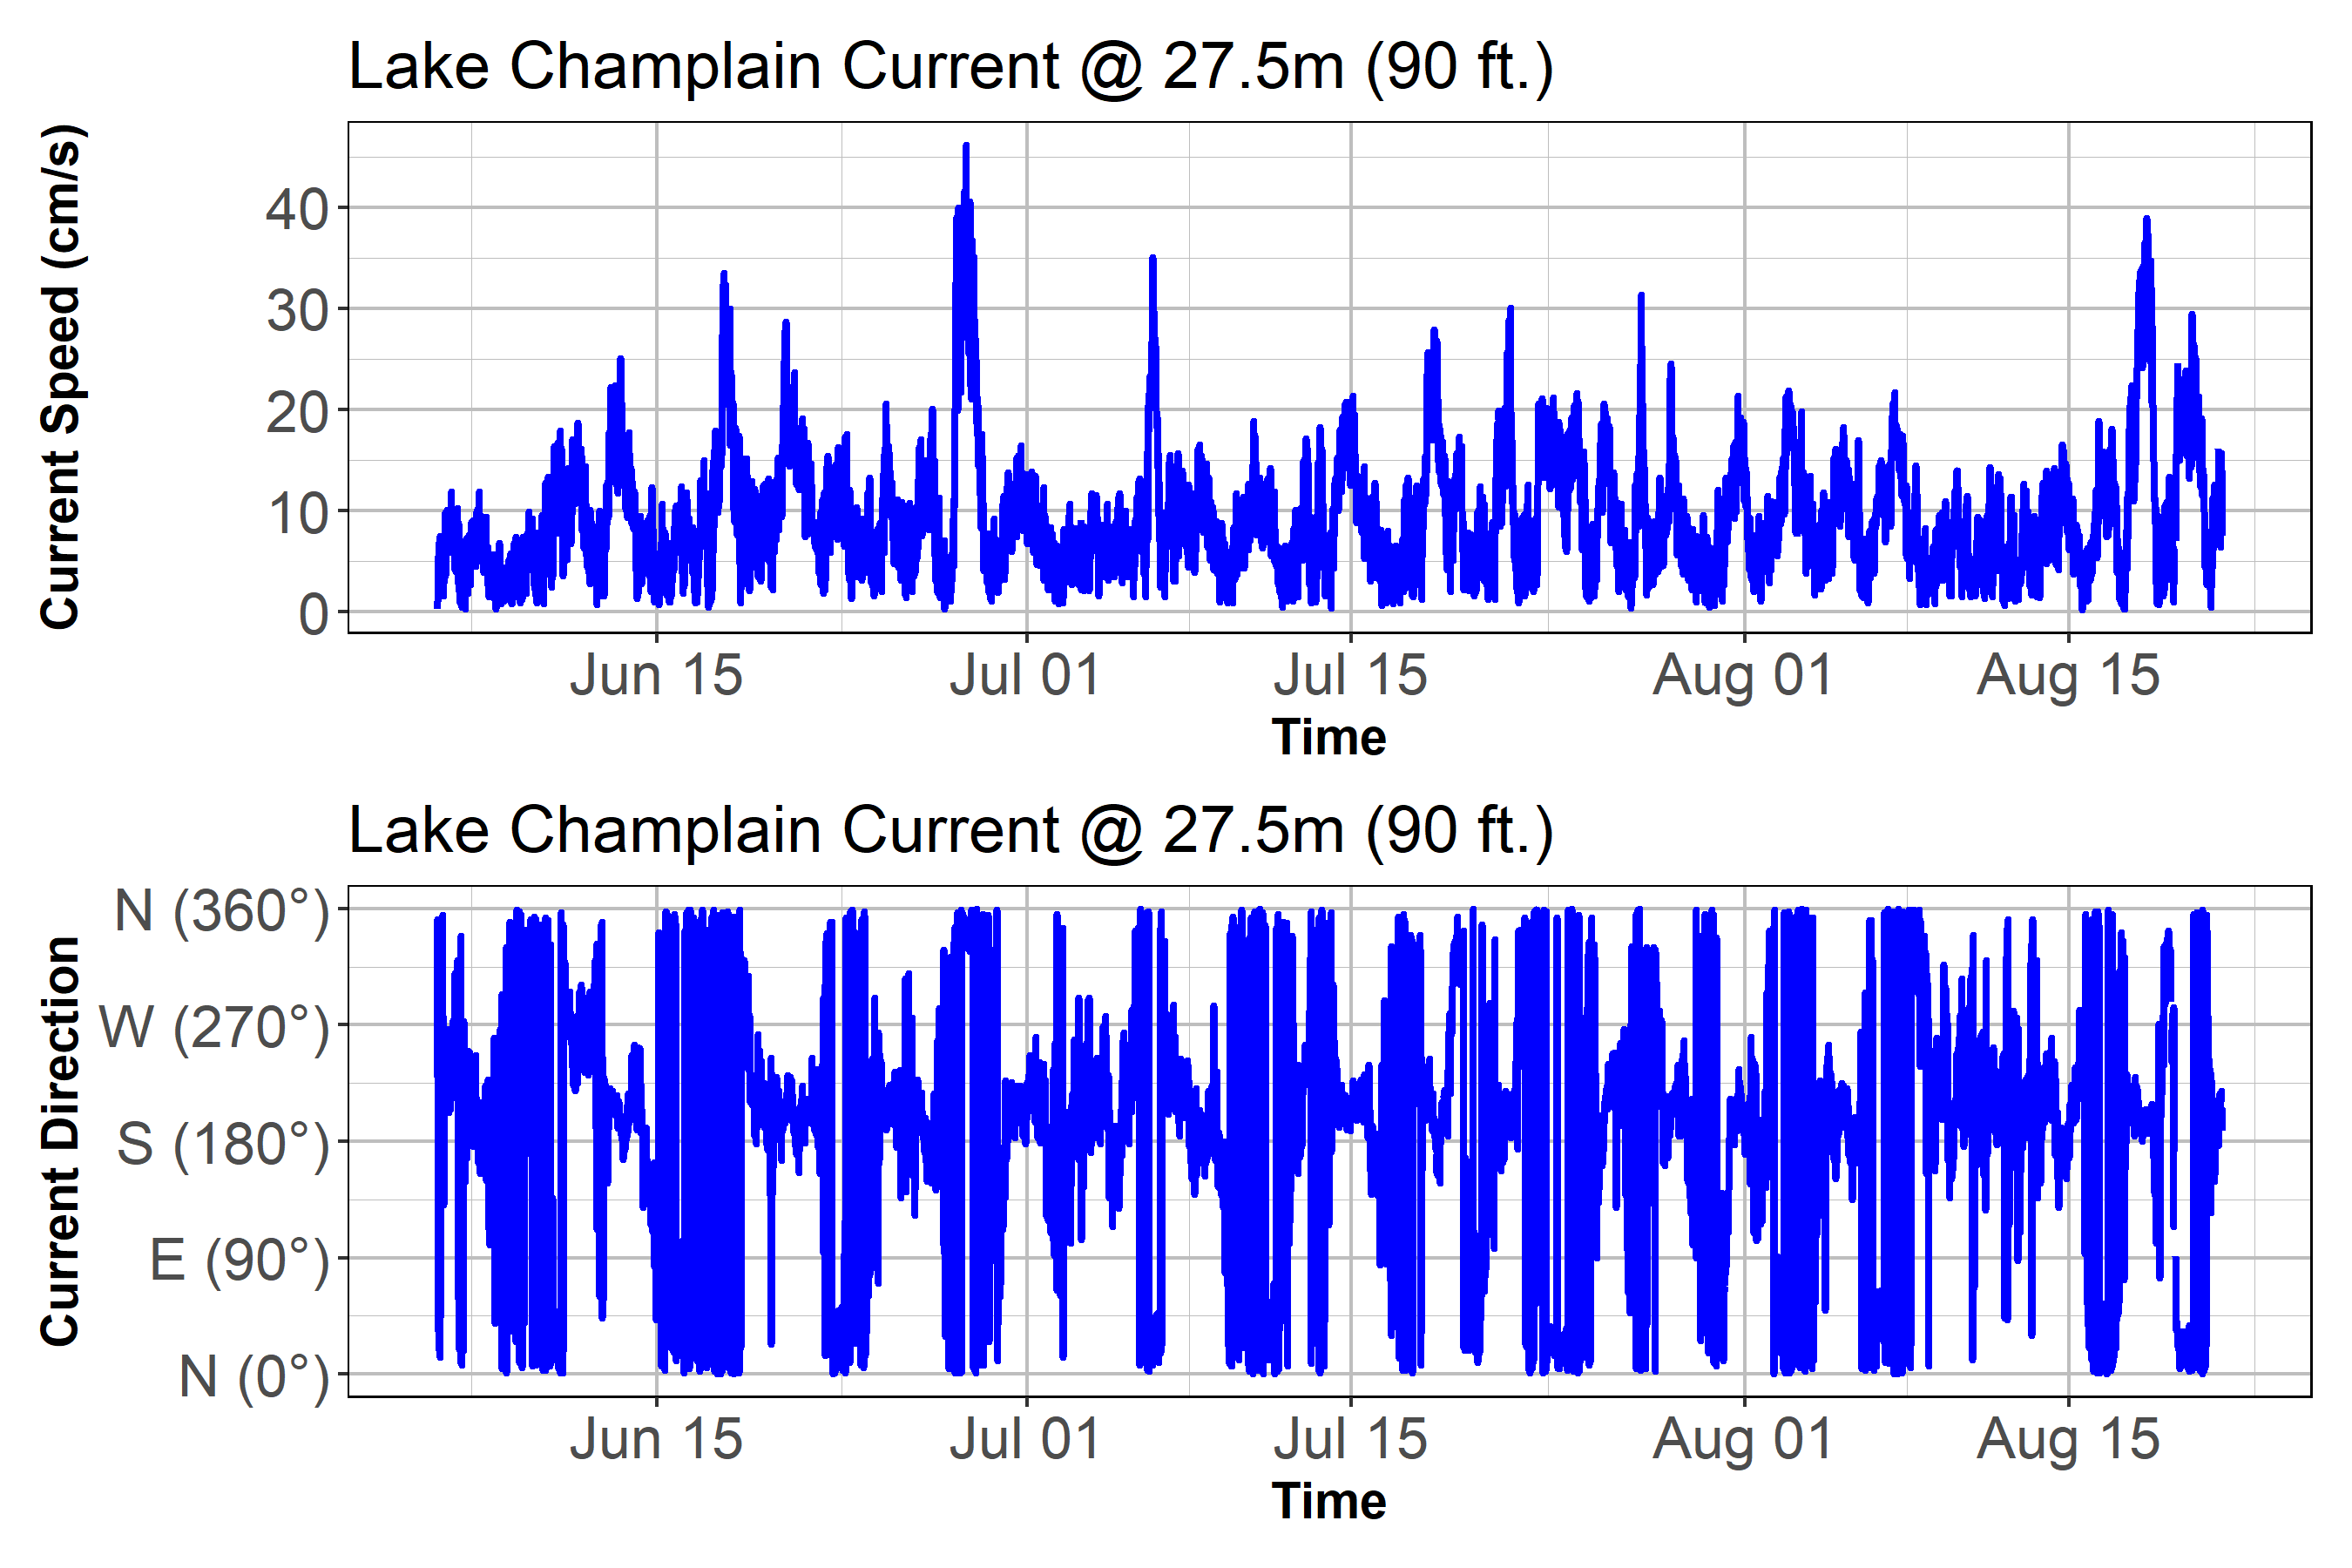 Lake Champlain Current @ 27.5m (90 ft.)
Current Speed (cm/s)
40
30
20
10
0
Jun 15 Jul 01 Jul 15 Aug 01 Aug 15
Time
Lake Champlain Current @ 27.5m (90 ft.)
Current Direction
N (360°)
W (270°)
S (180°)
E (90°)
N (0°)
Jun 15 Jul 01 Jul 15 Aug 01 Aug 15
Time